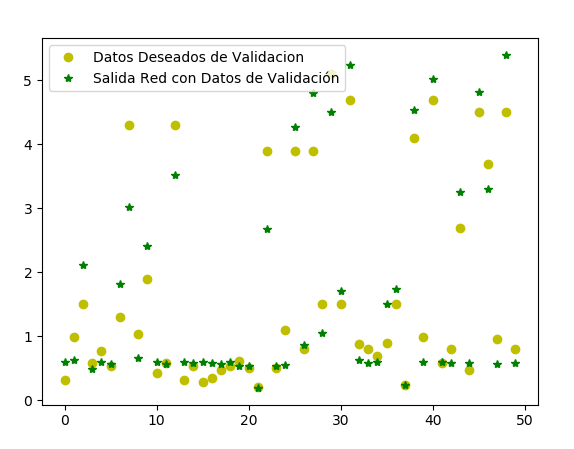 Datos Deseados de Validacion
Salida Red con Datos de Validación
5
4
3
2
1
0
0 10 20 30 40 50